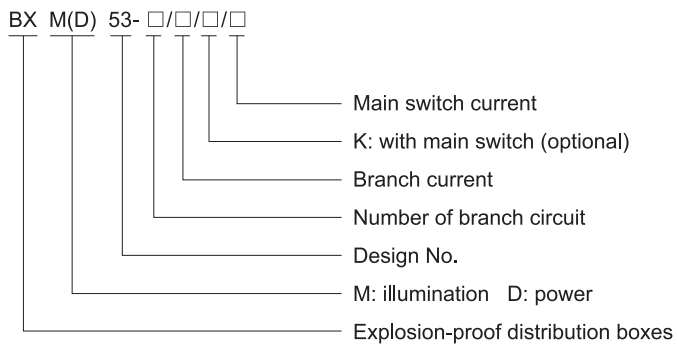 BX M(D) 53- □/□/□/□
Main switch current
K: with main switch (optional)
Branch current
Number of branch circuit
Design No.
M: illumination D: power
Explosion-proof distribution boxes